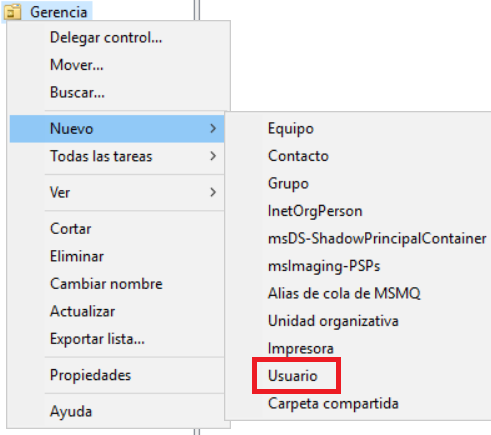 Gerencia
Delegar control...
Mover...
Buscar...
Nuevo
Todas las tareas
Ver
Cortar
Eliminar
Cambiar nombre
Actualizar
Exportar lista...
Propiedades
Ayuda
Equipo
Contacto
Grupo
InetOrgPerson
msDS-ShadowPrincipalContainer
msImaging-PSPs
Alias de cola de MSMQ
Unidad organizativa
Impresora
Usuario
Carpeta compartida